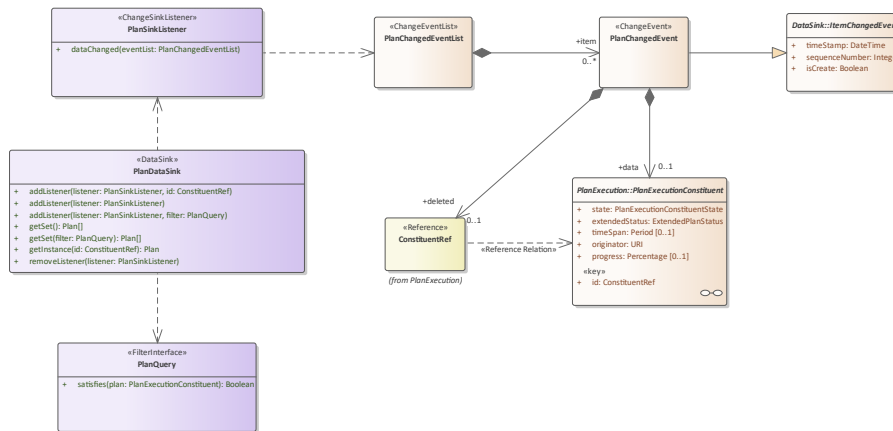 «ChangeSinkListener»
PlanSinkListener
+ dataChanged(eventList: PlanChangedEventList)
«ChangeEventList»
PlanChangedEventList
+item
0..*
«ChangeEvent»
PlanChangedEvent
DataSink::ItemChangedEve
+ timeStamp: DateTime
+ sequenceNumber: Intege
+ isCreate: Boolean
«DataSink»
PlanDataSink
+ addListener(listener: PlanSinkListener, id: ConstituentRef)
+ addListener(listener: PlanSinkListener)
+ addListener(listener: PlanSinkListener, filter: PlanQuery)
+ getSet(): Plan[]
+ getSet(filter: PlanQuery): Plan[]
+ getInstance(id: ConstituentRef): Plan
+ removeListener(listener: PlanSinkListener)
+deleted
0..1
+data
0..1
«Reference»
ConstituentRef
(from PlanExecution)
«Reference Relation»
PlanExecution::PlanExecutionConstituent
+ state: PlanExecutionConstituentState
+ extendedStatus: ExtendedPlanStatus
+ timeSpan: Period [0..1]
+ originator: URI
+ progress: Percentage [0..1]
«key»
+ id: ConstituentRef
«FilterInterface»
PlanQuery
+ satisfies(plan: PlanExecutionConstituent): Boolean